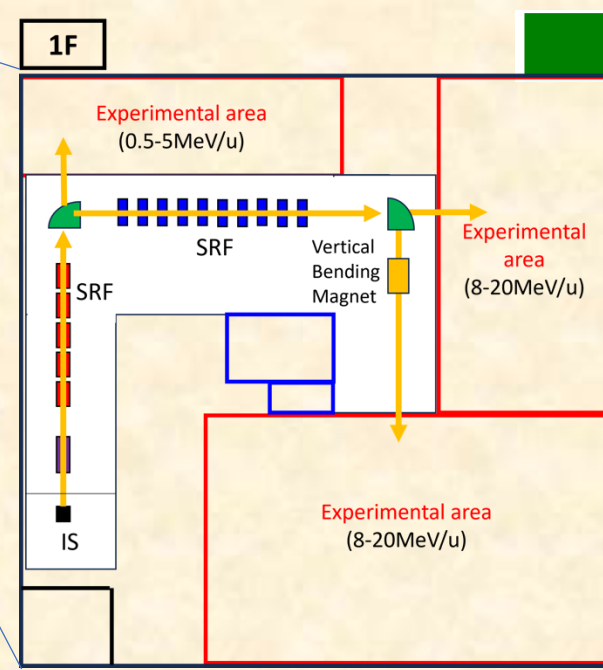 1F
Experimental area
(0.5-5MeV/u)
SRF
Vertical
Bending
Magnet
Experimental
area
(8-20MeV/u)
SRF
Experimental area
(8-20MeV/u)
IS